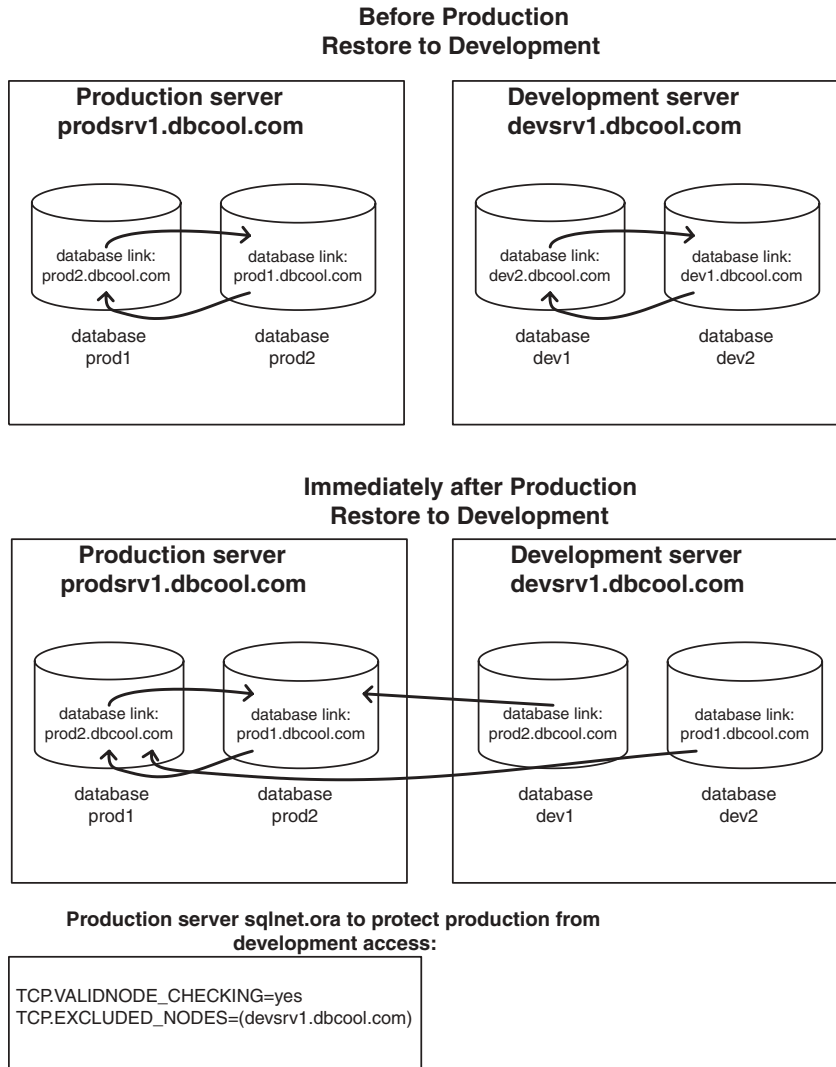 Before Production
Restore to Development
Production server
prodsrv1.dbcool.com
Development server
devsrv1.dbcool.com
database link:
prod2.dbcool.com
database link:
prod1.dbcool.com
database link:
dev2.dbcool.com
database link:
dev1.dbcool.com
database
prod1
database
prod2
database
dev1
database
dev2
Immediately after Production
Restore to Development
Production server
prodsrv1.dbcool.com
Development server
devsrv1.dbcool.com
database link:
prod2.dbcool.com
database link:
prod1.dbcool.com
database link:
prod2.dbcool.com
database link:
prod1.dbcool.com
database
prod1
database
prod2
database
dev1
database
dev2
Production server sqlnet.ora to protect production from
development access:
TCP.VALIDNODE_CHECKING=yes
TCP.EXCLUDED_NODES=(devsrv1.dbcool.com)